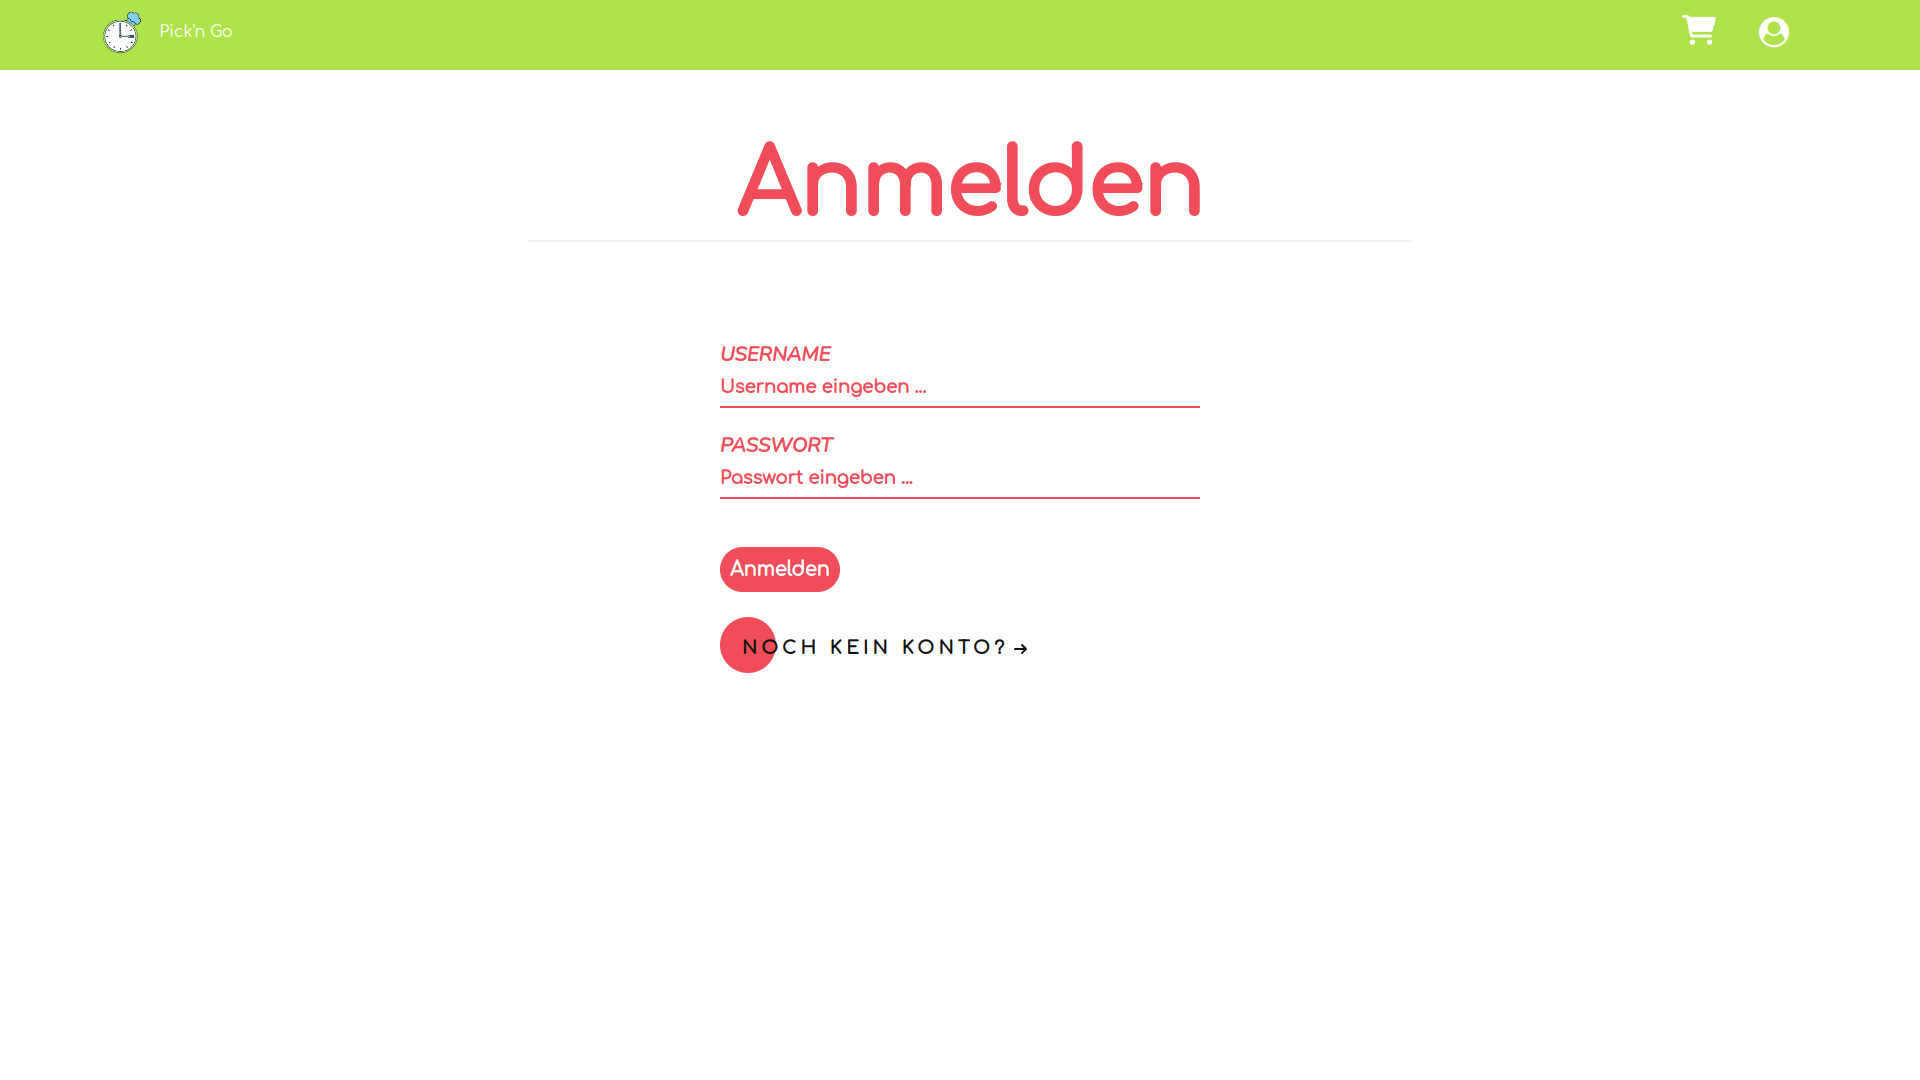 Pick'n Go
Anmelden
USERNAME
Username eingeben ...
PASSWORT
Passwort eingeben ...
Anmelden
NOCH KEIN KONTO? →